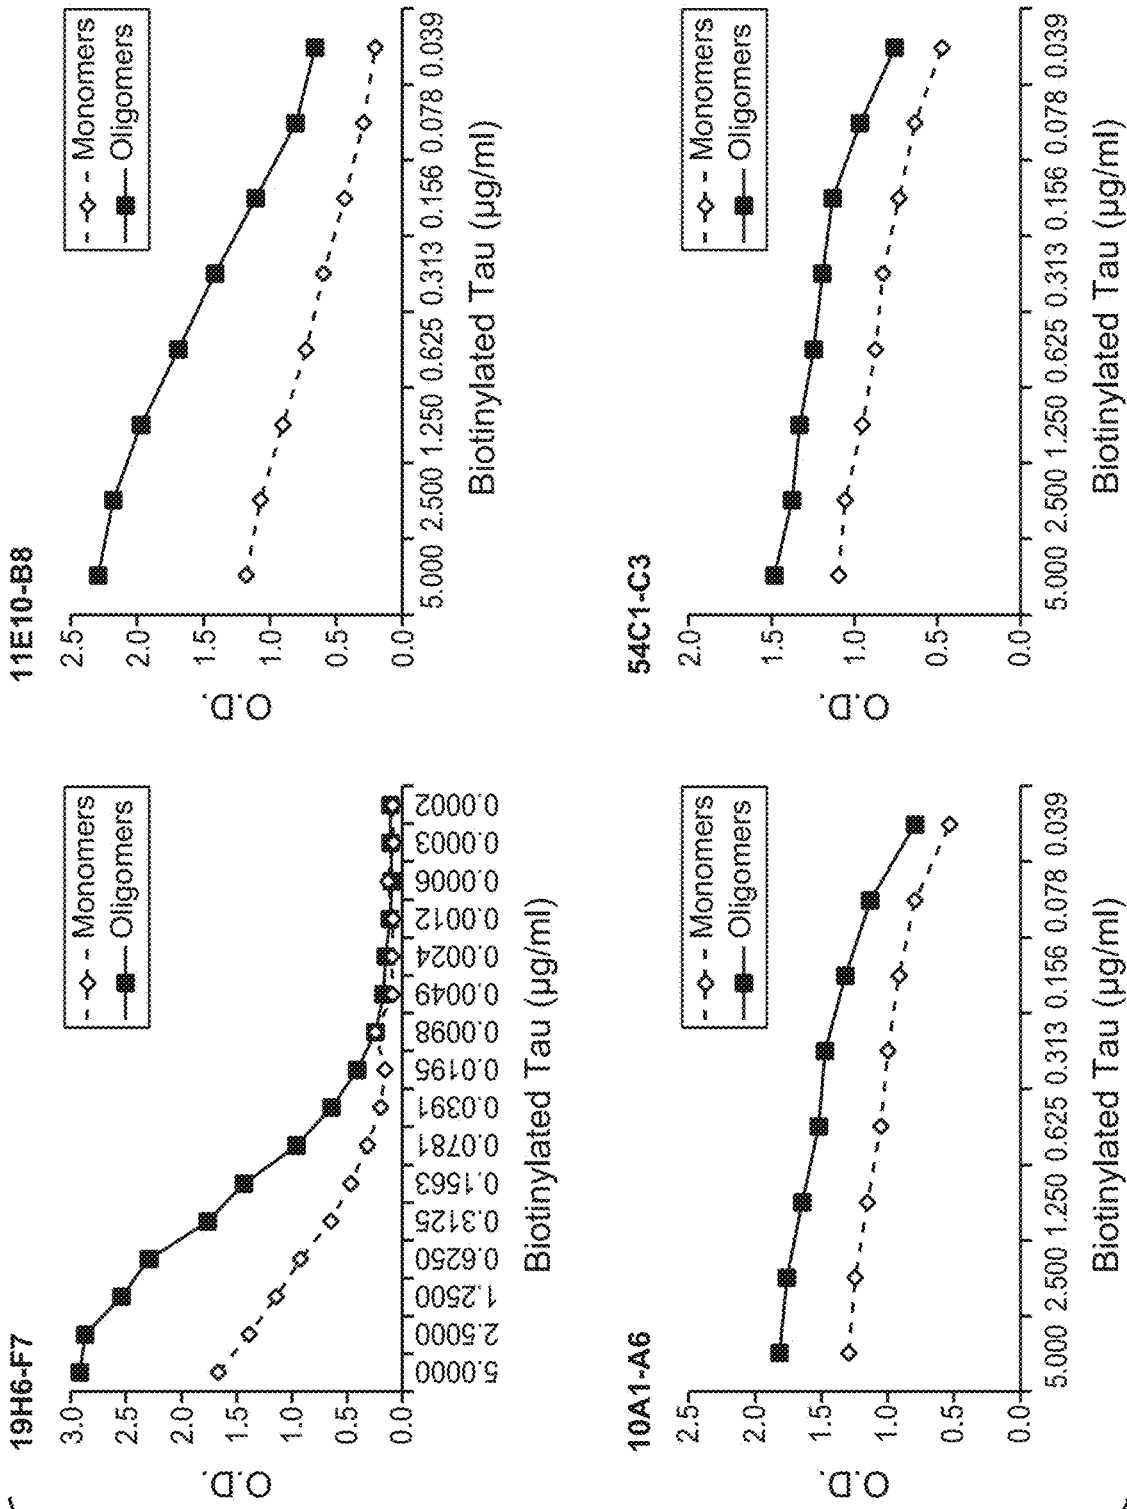 19H6-F7
O.D.
3.0
2.5
2.0
1.5
1.0
0.5
0.0
5.0000
2.5000
1.2500
0.6250
0.3125
0.1563
0.0781
0.0391
0.0195
0.0098
0.0049
0.0024
0.0012
0.0006
0.0003
0.0002
Biotinylated Tau (µg/ml)
Monomers
Oligomers
11E10-B8
O.D.
2.5
2.0
1.5
1.0
0.5
0.0
5.000 2.500 1.250 0.625 0.313 0.156 0.078 0.039
Biotinylated Tau (µg/ml)
Monomers
Oligomers
10A1-A6
O.D.
2.5
2.0
1.5
1.0
0.5
0.0
5.000 2.500 1.250 0.625 0.313 0.156 0.078 0.039
Biotinylated Tau (µg/ml)
Monomers
Oligomers
54C1-C3
O.D.
2.0
1.5
1.0
0.5
0.0
5.000 2.500 1.250 0.625 0.313 0.156 0.078 0.039
Biotinylated Tau (µg/ml)
Monomers
Oligomers